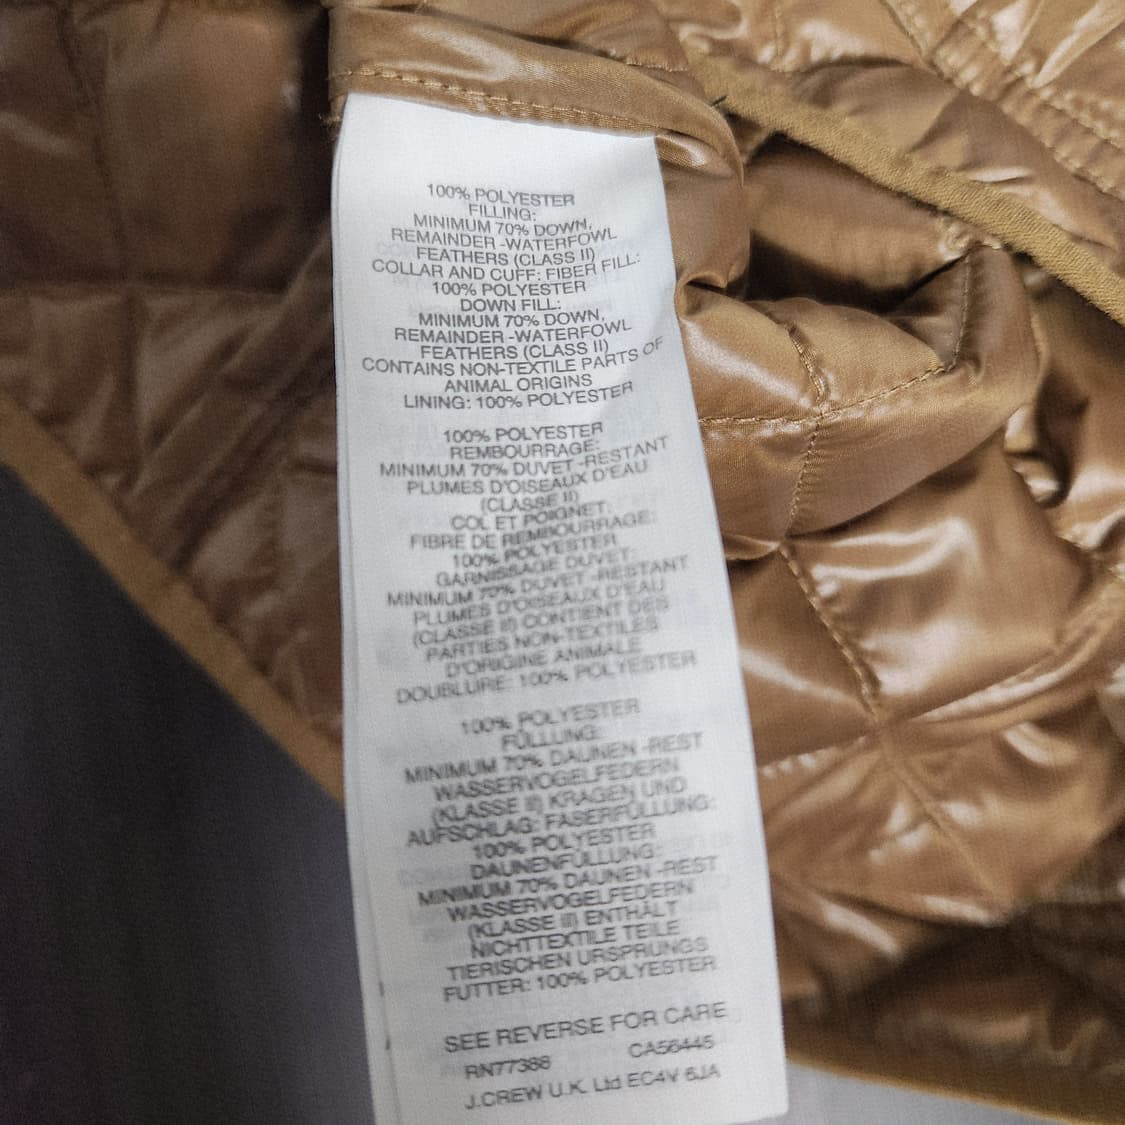 100% POLYESTER
FILLING:
MINIMUM 70% DOWN,
REMAINDER -WATERFOWL
FEATHERS (CLASS II)
COLLAR AND CUFF: FIBER FILL:
100% POLYESTER
DOWN FILL:
MINIMUM 70% DOWN,
REMAINDER -WATERFOWL
FEATHERS (CLASS II)
CONTAINS NON-TEXTILE PARTS OF
ANIMAL ORIGINS
LINING: 100% POLYESTER
100% POLYESTER
REMBOURRAGE:
MINIMUM 70% DUVET -RESTANT
PLUMES D'OISEAUX D'EAU
(CLASSE II)
COL ET POIGNET:
FIBRE DE REMBOURRAGE:
100% POLYESTER
GARNISSAGE DUVET:
MINIMUM 70% DUVET -RESTANT
PLUMES D'OISEAUX D'EAU
(CLASSE II) CONTIENT DES
PARTIES NON-TEXTILES
D'ORIGINE ANIMALE
DOUBLURE: 100% POLYESTER
100% POLYESTER
FÜLLUNG:
MINIMUM 70% DAUNEN -REST
WASSERVOGELFEDERN
(KLASSE II) KRAGEN UND
AUFSCHLAG: FASERFÜLLUNG:
100% POLYESTER
DAUNENFÜLLUNG:
MINIMUM 70% DAUNEN -REST
WASSERVOGELFEDERN
(KLASSE II) ENTHÄLT
NICHTTEXTILE TEILE
TIERISCHEN URSPRUNGS
FUTTER: 100% POLYESTER
SEE REVERSE FOR CARE
RN77388 CA56445
J.CREW U.K. Ltd EC4V 6JA